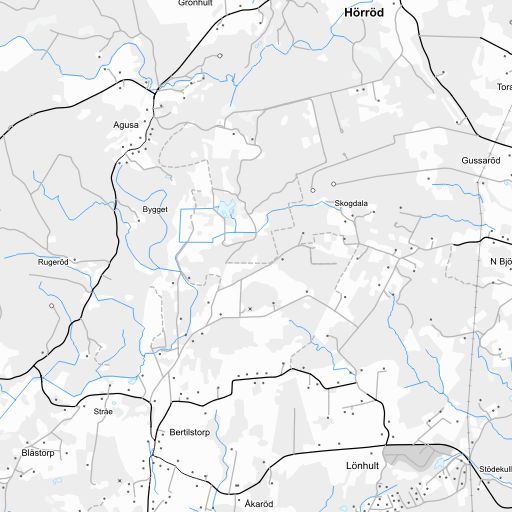 Grönhult
Hörröd
Tora
Agusa
Gussaröd
Skogdala
Bygget
Rugeröd
N Bjö
Strae
Bertilstorp
Blåstorp
Lönhult
Stödekull
Åkaröd